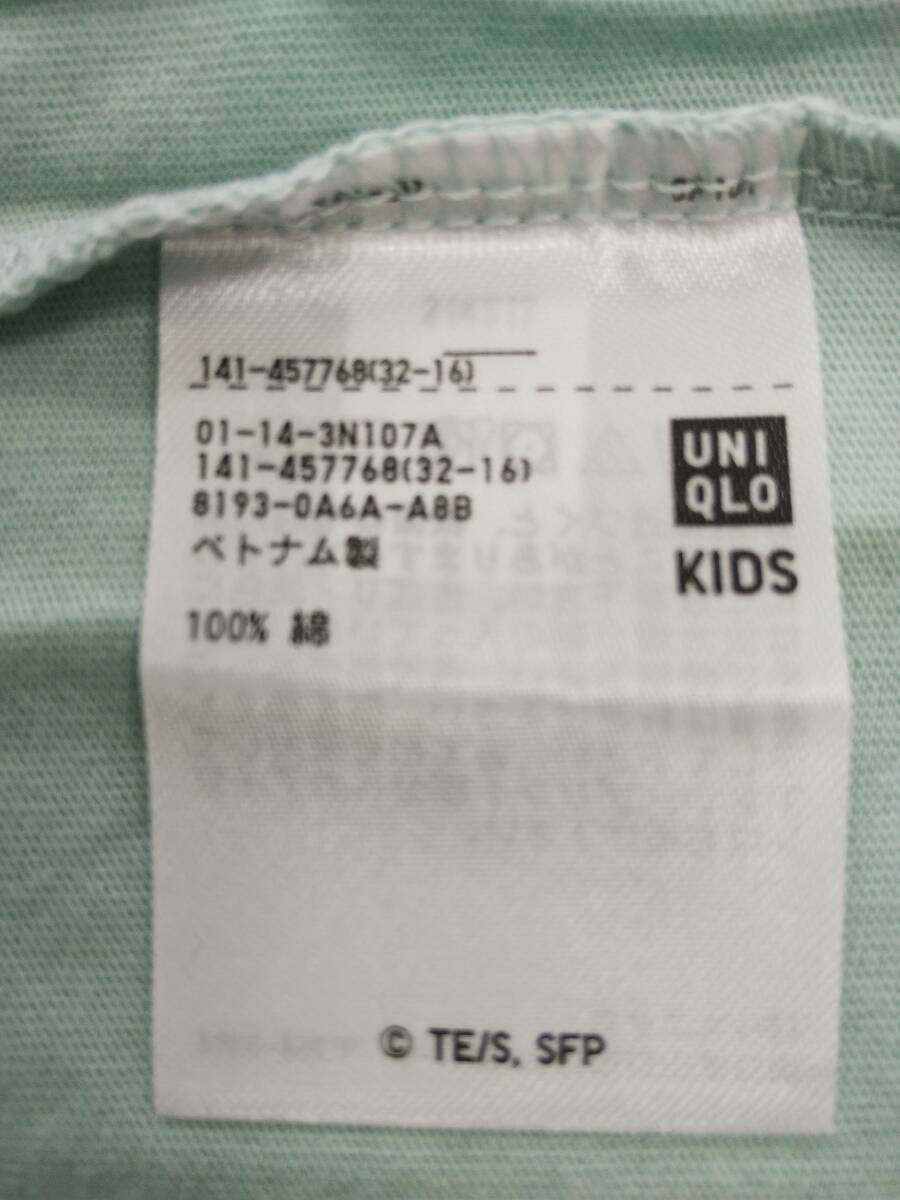 141-457768(32-16)
01-14-3N107A
141-457768(32-16)
8193-0A6A-A8B
ベトナム製
100% 綿
UNI
QLO
KIDS
© TE/S, SFP